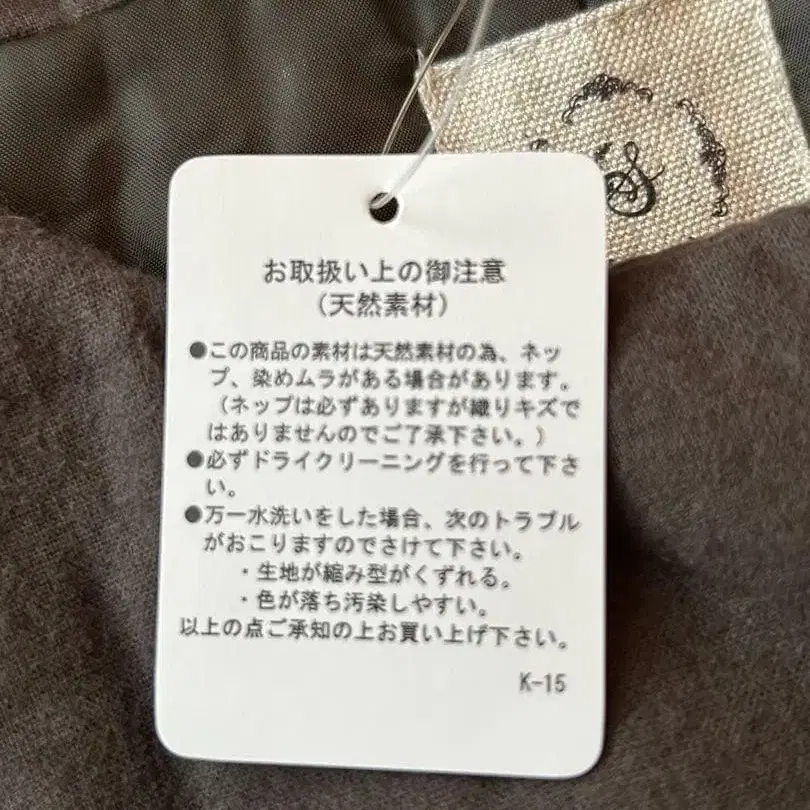 お取扱い上の御注意
（天然素材）
●この商品の素材は天然素材の為、ネッ
プ、染めムラがある場合があります。
（ネップは必ずありますが織りキズで
はありませんのでご了承下さい。）
●必ずドライクリーニングを行って下さ
い。
●万一水洗いをした場合、次のトラブル
がおこりますのでさけて下さい。
・生地が縮み型がくずれる。
・色が落ち汚染しやすい。
以上の点ご承知の上お買い上げ下さい。
K-15